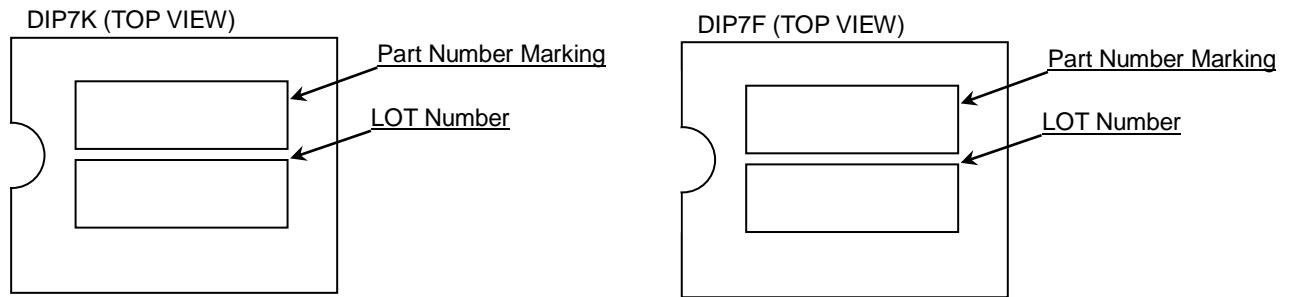 DIP7K (TOP VIEW)
Part Number Marking
LOT Number
DIP7F (TOP VIEW)
Part Number Marking
LOT Number